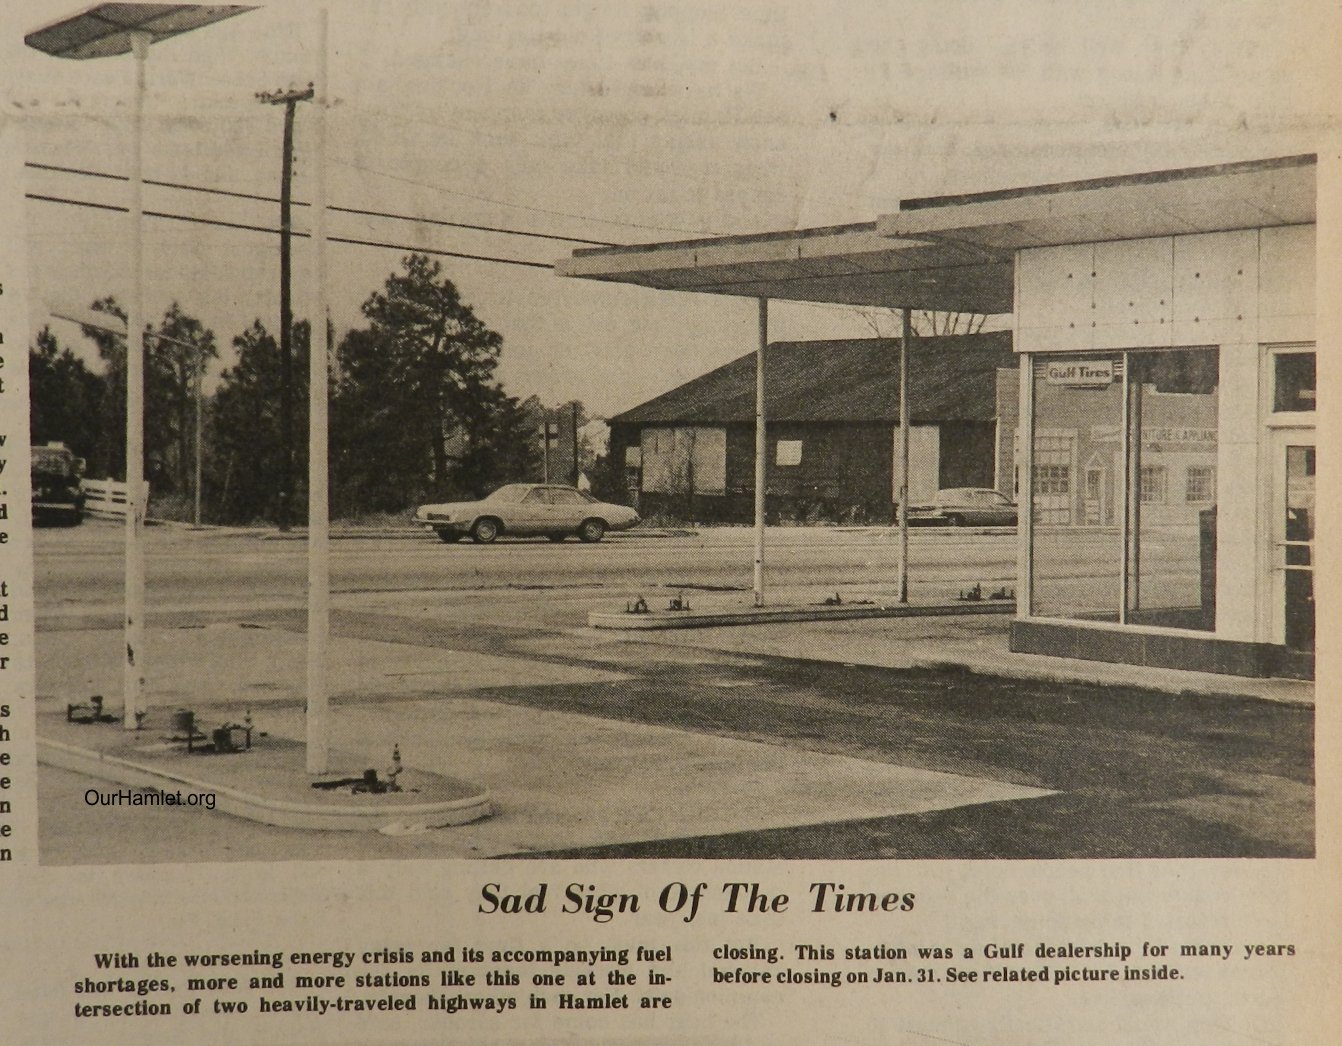 Gulf Tires
NITURE & APPLIANC
OurHamlet.org
Sad Sign Of The Times
With the worsening energy crisis and its accompanying fuel
shortages, more and more stations like this one at the in-
tersection of two heavily-traveled highways in Hamlet are
closing. This station was a Gulf dealership for many years
before closing on Jan. 31. See related picture inside.